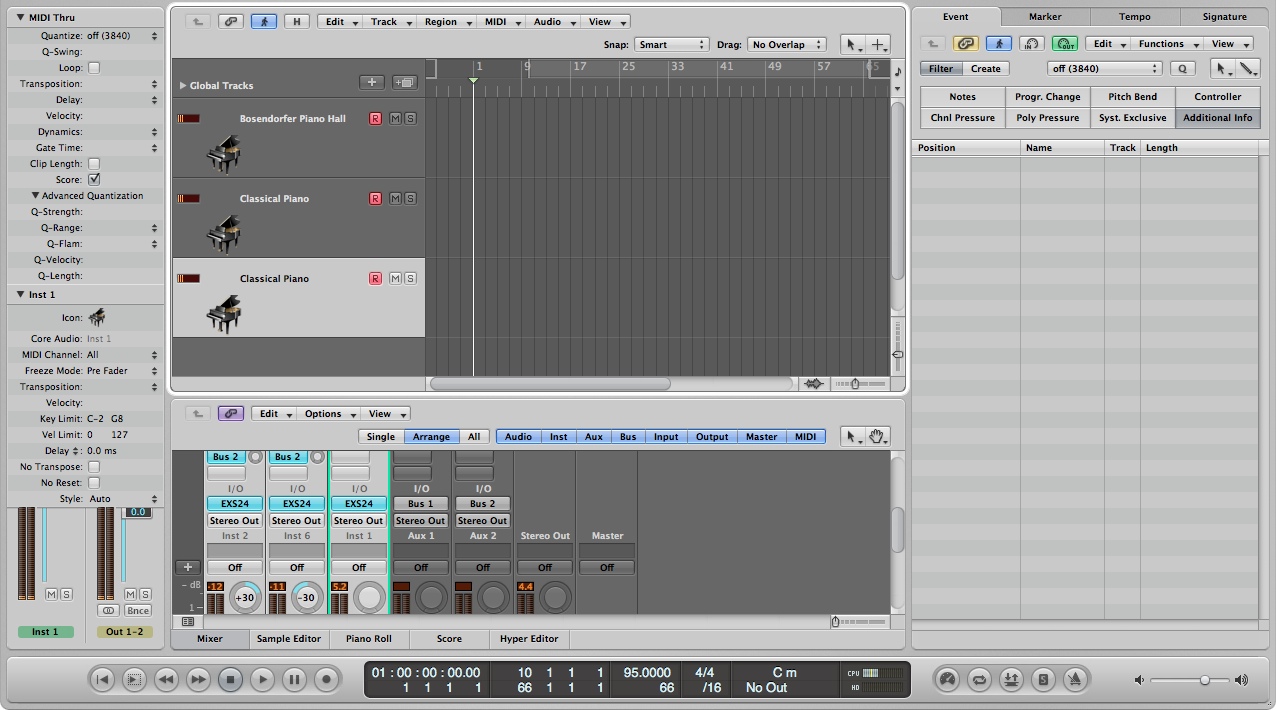 MIDI Thru
Quantize: off (3840)
Q-Swing:
Loop:
Transposition:
Delay:
Velocity:
Dynamics:
Gate Time:
Clip Length:
Score:
Advanced Quantization
Q-Strength:
Q-Range:
Q-Flam:
Q-Velocity:
Q-Length:
Inst 1
Icon:
Core Audio: Inst 1
MIDI Channel: All
Freeze Mode: Pre Fader
Transposition:
Velocity:
Key Limit: C-2 G8
Vel Limit: 0 127
Delay 0.0 ms
No Transpose:
No Reset:
Style: Auto
0.0
M S M S
Bnce
Inst 1 Out 1-2
H Edit Track Region MIDI Audio View
Snap: Smart Drag: No Overlap
1 9 17 25 33 41 49 57 65
Global Tracks
Bosendorfer Piano Hall R M S
Classical Piano R M S
Classical Piano R M S
Edit Options View
Single Arrange All Audio Inst Aux Bus Input Output Master MIDI
Bus 2 Bus 2
I/O I/O I/O I/O I/O
EXS24 EXS24 EXS24 Bus 1 Bus 2
Stereo Out Stereo Out Stereo Out Stereo Out Stereo Out
Inst 2 Inst 6 Inst 1 Aux 1 Aux 2 Stereo Out Master
Off Off Off Off Off Off Off
dB -12 +30 -11 -30 5.2 4.4
1
Mixer Sample Editor Piano Roll Score Hyper Editor
Event Marker Tempo Signature
IN OUT Edit Functions View
Filter Create off (3840) Q
Notes Progr. Change Pitch Bend Controller
Chnl Pressure Poly Pressure Syst. Exclusive Additional Info
Position Name Track Length
01:00:00:00.00 10 1 1 1 95.0000 4/4 C m CPU
1 1 1 1 66 1 1 1 66 /16 No Out HD
S